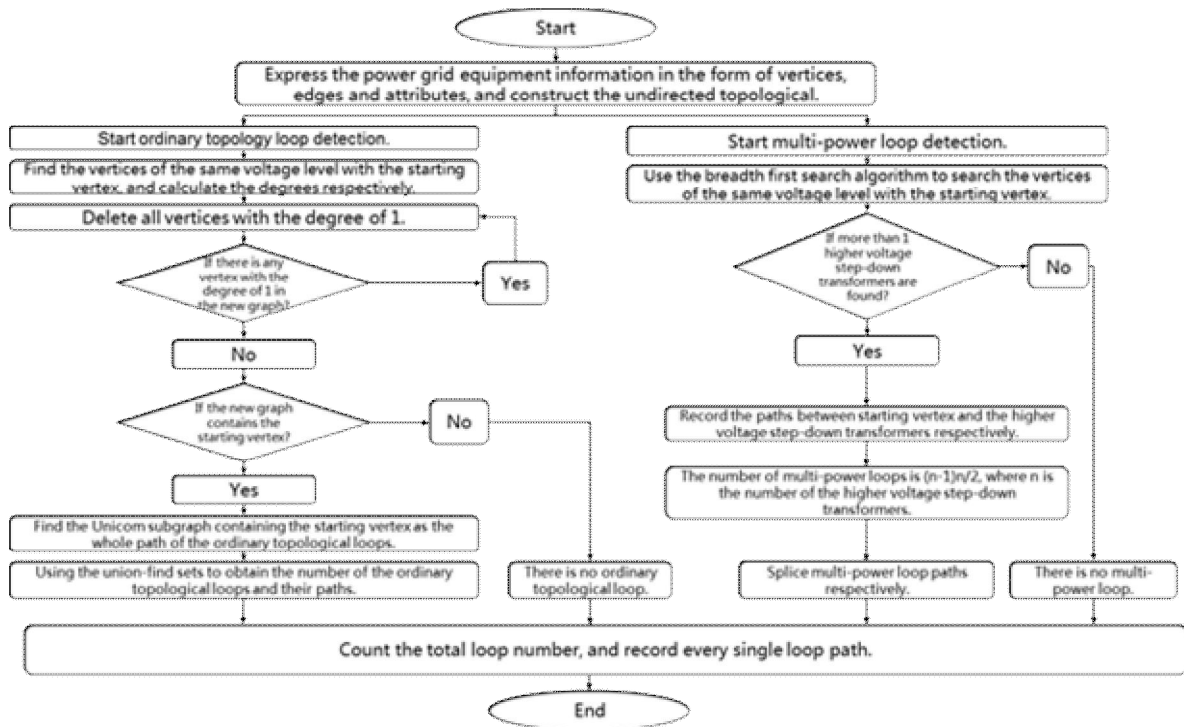 Start
Express the power grid equipment information in the form of vertices,
edges and attributes, and construct the undirected topological.
Start ordinary topology loop detection.
Find the vertices of the same voltage level with the starting
vertex, and calculate the degrees respectively.
Delete all vertices with the degree of 1.
If there is any
vertex with the
degree of 1 in
the new graph?
Yes
No
If the new graph
contains the
starting vertex?
No
Yes
Find the Unicom subgraph containing the starting vertex as the
whole path of the ordinary topological loops.
Using the union-find sets to obtain the number of the ordinary
topological loops and their paths.
There is no ordinary
topological loop.
Start multi-power loop detection.
Use the breadth first search algorithm to search the vertices
of the same voltage level with the starting vertex.
If more than 1
higher voltage
step-down
transformers are
found?
No
Yes
Record the paths between starting vertex and the higher
voltage step-down transformers respectively.
The number of multi-power loops is (n-1)n/2, where n is
the number of the higher voltage step-down
transformers.
Splice multi-power loop paths
respectively.
There is no multi-
power loop.
Count the total loop number, and record every single loop path.
End